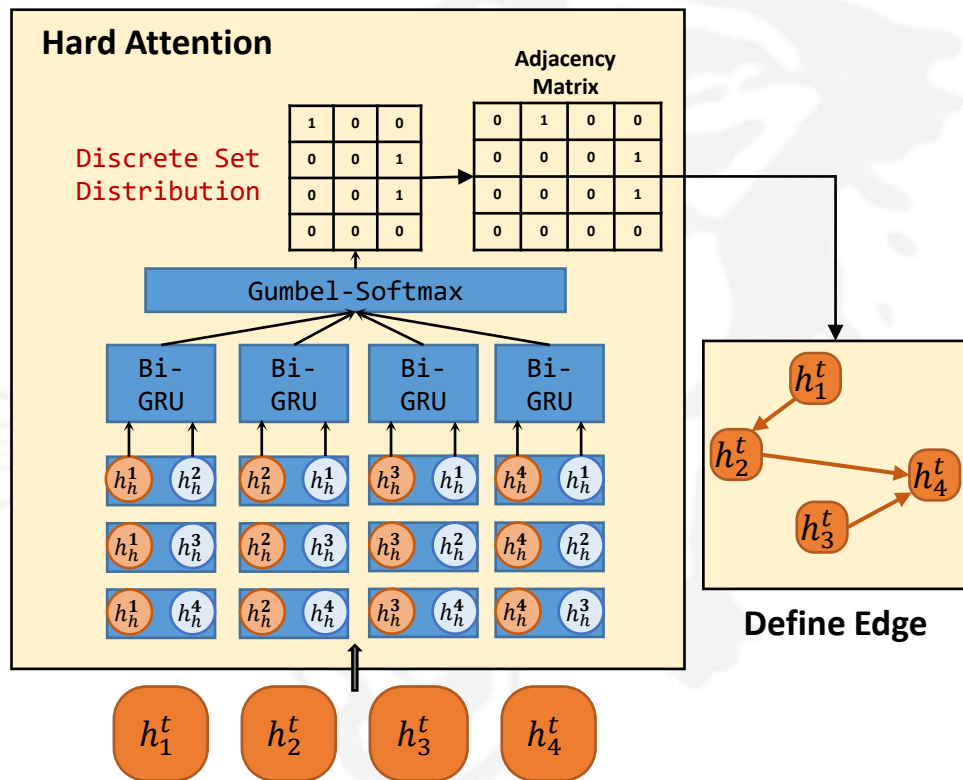 Hard Attention
Adjacency
Matrix
Discrete Set
Distribution
1 0 0
0 0 1
0 0 1
0 0 0
0 1 0 0
0 0 0 1
0 0 0 1
0 0 0 0
Gumbel-Softmax
Bi-
GRU
Bi-
GRU
Bi-
GRU
Bi-
GRU
h_h^1 h_h^2 h_h^2 h_h^1 h_h^3 h_h^1 h_h^4 h_h^1
h_h^1 h_h^3 h_h^2 h_h^3 h_h^3 h_h^2 h_h^4 h_h^2
h_h^1 h_h^4 h_h^2 h_h^4 h_h^3 h_h^4 h_h^4 h_h^3
h_1^t h_2^t h_3^t h_4^t
h_1^t
h_2^t
h_4^t
h_3^t
Define Edge